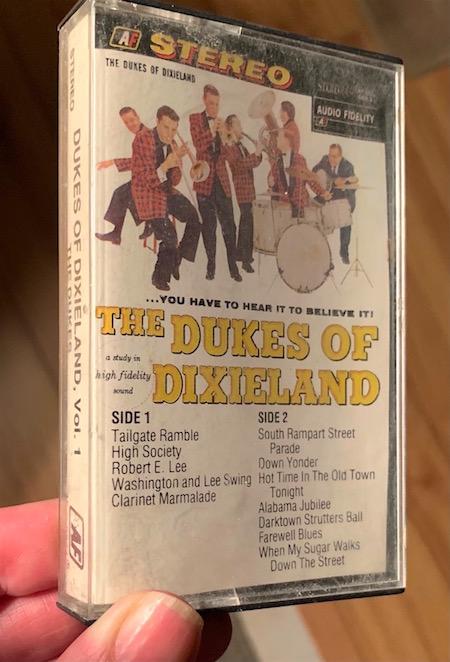 AF STEREO
THE DUKES OF DIXIELAND
AUDIO FIDELITY
...YOU HAVE TO HEAR IT TO BELIEVE IT!
THE DUKES OF
a study in
high fidelity
sound
DIXIELAND
SIDE 1
Tailgate Ramble
High Society
Robert E. Lee
Washington and Lee Swing
Clarinet Marmalade
SIDE 2
South Rampart Street
Parade
Down Yonder
Hot Time In The Old Town
Tonight
Alabama Jubilee
Darktown Strutters Ball
Farewell Blues
When My Sugar Walks
Down The Street
STEREO
DUKES OF DIXIELAND, Vol. 1
THE DUKES
AF